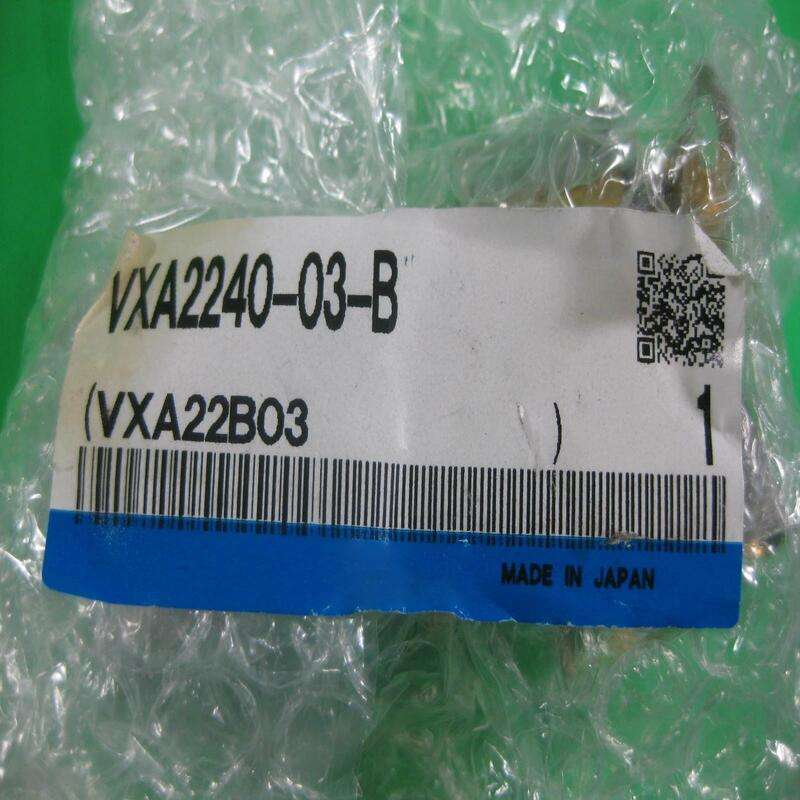 VXA2240-03-B
(VXA22B03 )
1
MADE IN JAPAN